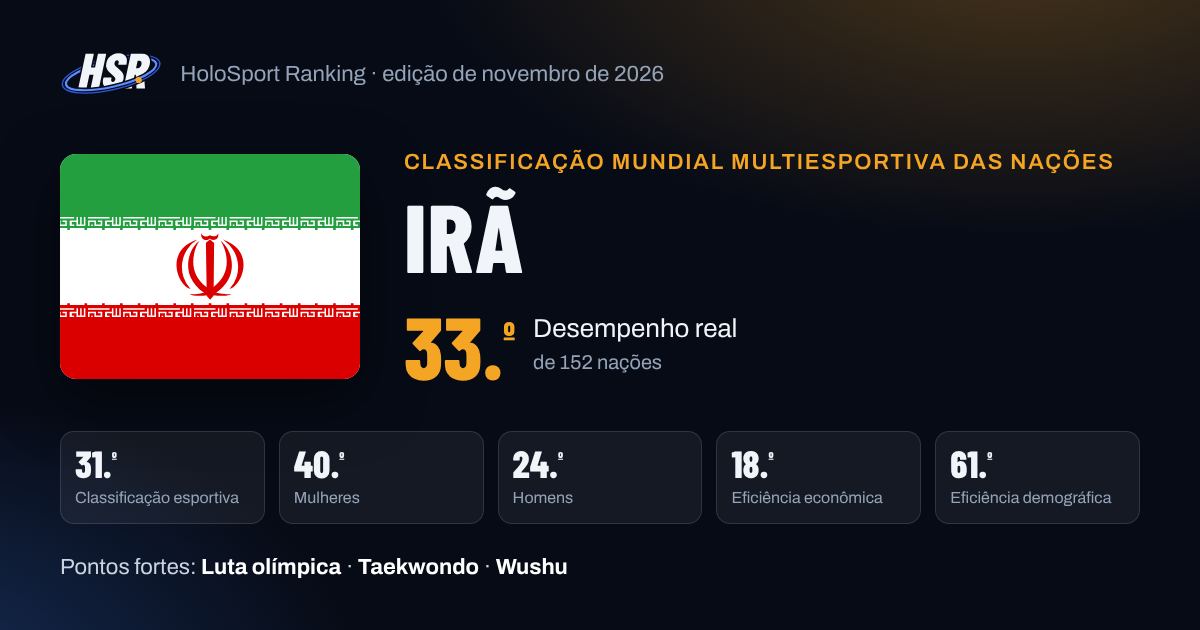 HSR
HoloSport Ranking · edição de novembro de 2026
CLASSIFICAÇÃO MUNDIAL MULTIESPORTIVA DAS NAÇÕES
IRÃ
33.º
Desempenho real
de 152 nações
31.º
Classificação esportiva
40.º
Mulheres
24.º
Homens
18.º
Eficiência econômica
61.º
Eficiência demográfica
Pontos fortes: Luta olímpica · Taekwondo · Wushu